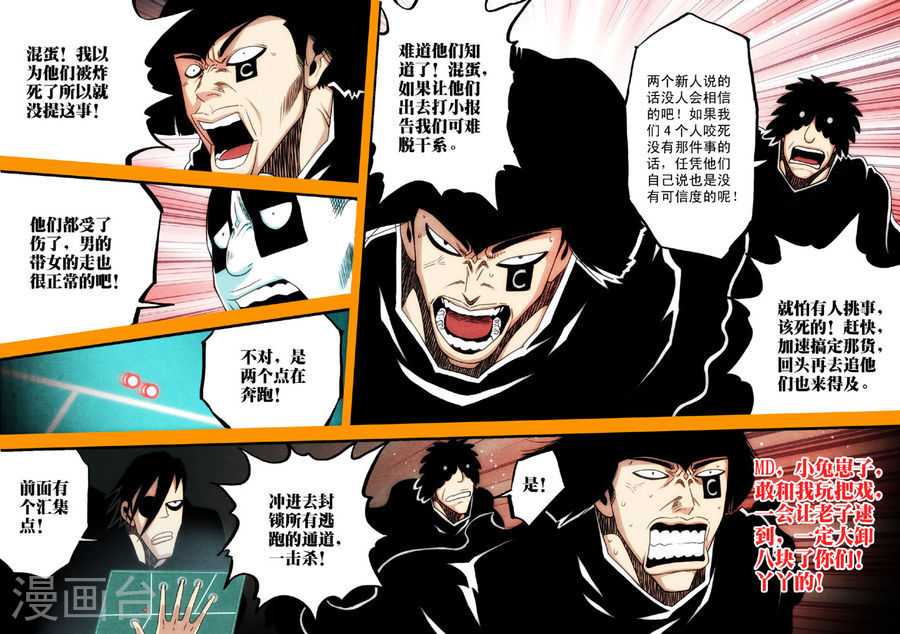 混蛋！我以
为他们被炸
死了所以就
没提这事！
他们都受了
伤了，男的
带女的走也
很正常的吧！
不对，是
两个点在
奔跑！
难道他们知
道了！混蛋，
如果让他们
出去打小报
告我们可难
脱干系。
两个新人说的
话没人会相信
的吧！如果我
们4个人咬死
没有那件事的
话，任凭他们
自己说也是没
有可信度的呢！
就怕有人挑事，
该死的！赶快，
加速搞定那货，
回头再去追他
们也来得及。
前面有
个汇集
点！
冲进去封
锁所有逃
跑的通道，
一击杀！
是！
MD，小兔崽子，
敢和我玩把戏，
一会让老子逮
到，一定大卸
八块了你们！
丫丫的！
C
C
C
漫画台